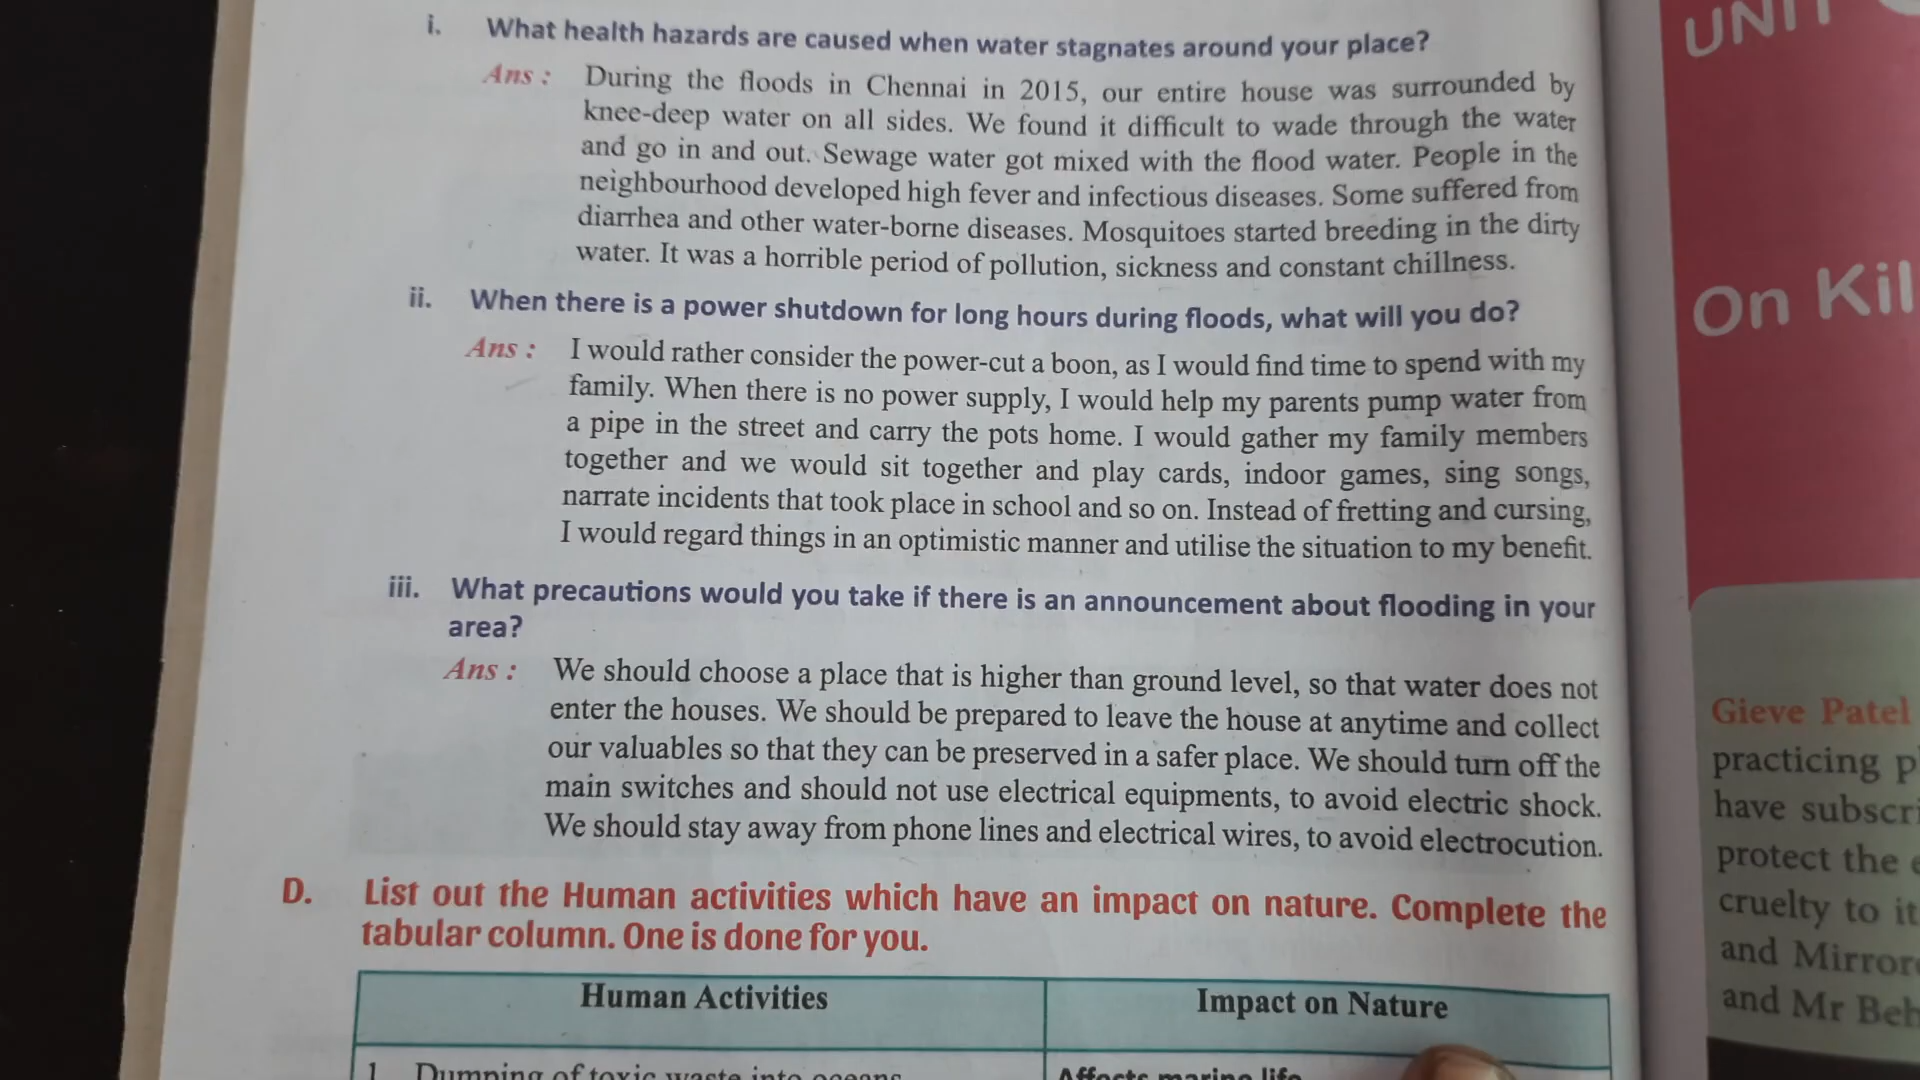 i. What health hazards are caused when water stagnates around your place?
Ans : During the floods in Chennai in 2015, our entire house was surrounded by
knee-deep water on all sides. We found it difficult to wade through the water
and go in and out. Sewage water got mixed with the flood water. People in the
neighbourhood developed high fever and infectious diseases. Some suffered from
diarrhea and other water-borne diseases. Mosquitoes started breeding in the dirty
water. It was a horrible period of pollution, sickness and constant chillness.
ii. When there is a power shutdown for long hours during floods, what will you do?
Ans : I would rather consider the power-cut a boon, as I would find time to spend with my
family. When there is no power supply, I would help my parents pump water from
a pipe in the street and carry the pots home. I would gather my family members
together and we would sit together and play cards, indoor games, sing songs,
narrate incidents that took place in school and so on. Instead of fretting and cursing,
I would regard things in an optimistic manner and utilise the situation to my benefit.
iii. What precautions would you take if there is an announcement about flooding in your
area?
Ans : We should choose a place that is higher than ground level, so that water does not
enter the houses. We should be prepared to leave the house at anytime and collect
our valuables so that they can be preserved in a safer place. We should turn off the
main switches and should not use electrical equipments, to avoid electric shock.
We should stay away from phone lines and electrical wires, to avoid electrocution.
D. List out the Human activities which have an impact on nature. Complete the
tabular column. One is done for you.
Human Activities Impact on Nature
1. Dumping of toxic waste into oceans Affects marine life
UNIT
On Kil
Gieve Patel
practicing p
have subscri
protect the
cruelty to it
and Mirror
and Mr Beh